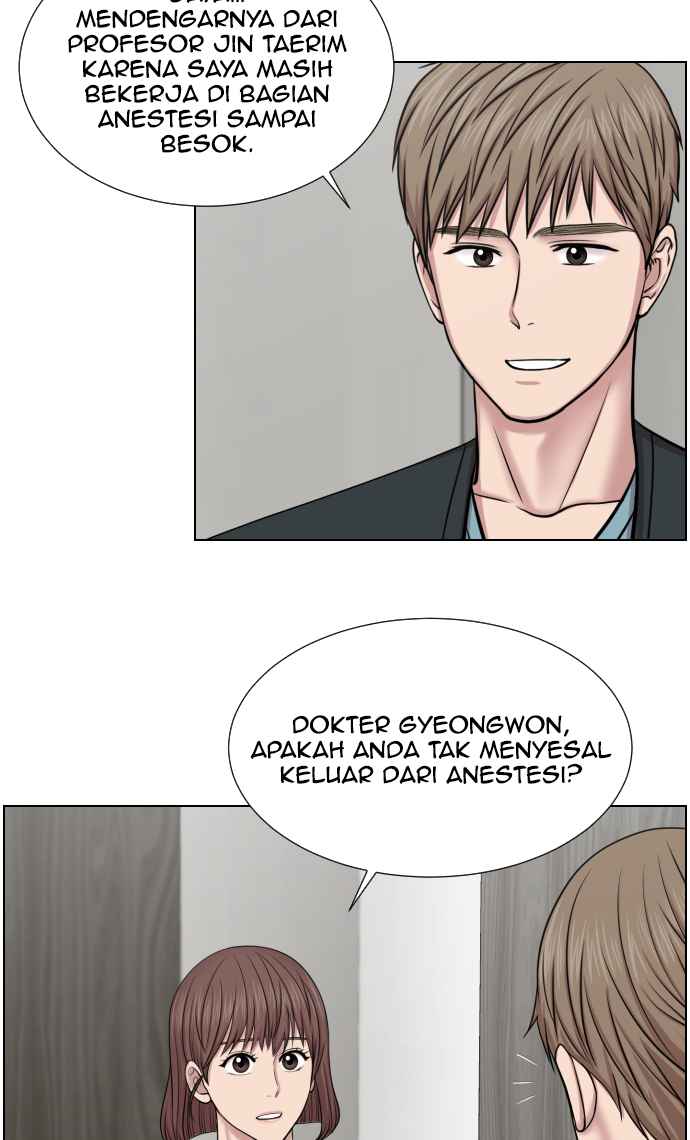 MENDENGARNYA DARI
PROFESOR JIN TAERIM
KARENA SAYA MASIH
BEKERJA DI BAGIAN
ANESTESI SAMPAI
BESOK.
DOKTER GYEONGWON,
APAKAH ANDA TAK MENYESAL
KELUAR DARI ANESTESI?